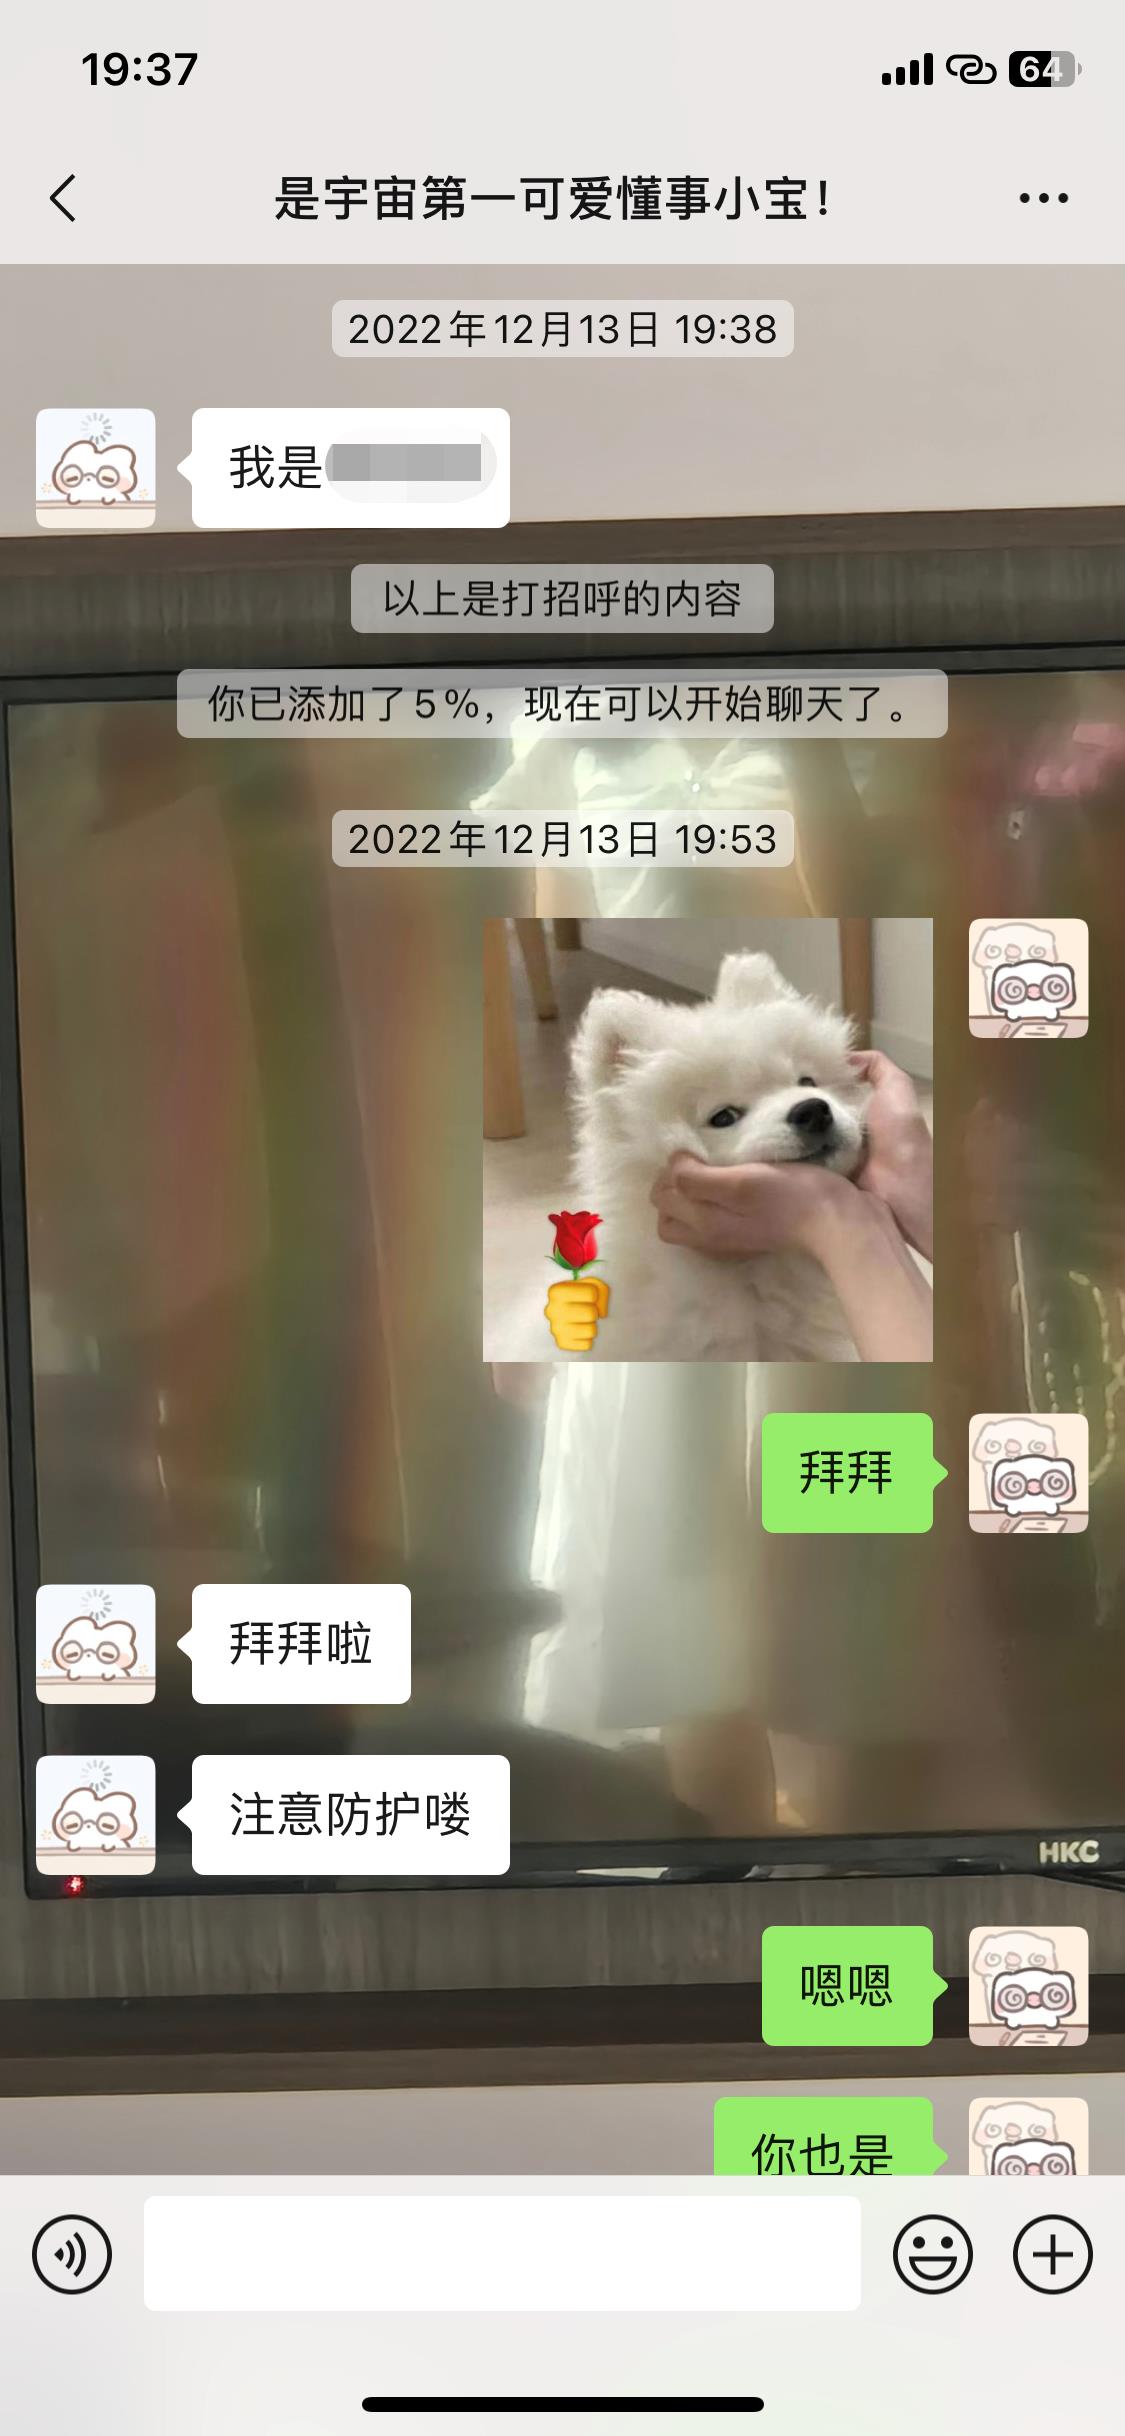 19:37
64
是宇宙第一可爱懂事小宝！
2022年12月13日 19:38
我是
以上是打招呼的内容
你已添加了5%，现在可以开始聊天了。
2022年12月13日 19:53
拜拜
拜拜啦
注意防护喽
HKC
嗯嗯
你也是